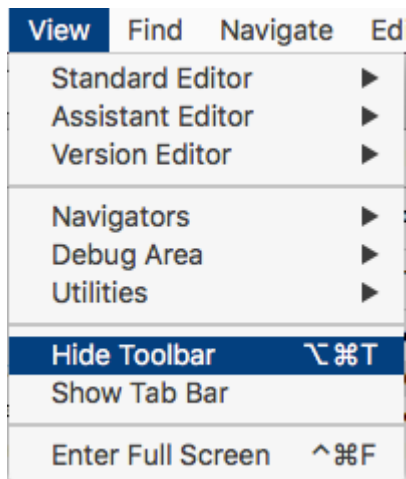 View Find Navigate Ed
Standard Editor ▶
Assistant Editor ▶
Version Editor ▶
Navigators ▶
Debug Area ▶
Utilities ▶
Hide Toolbar ⌥⌘T
Show Tab Bar
Enter Full Screen ^⌘F